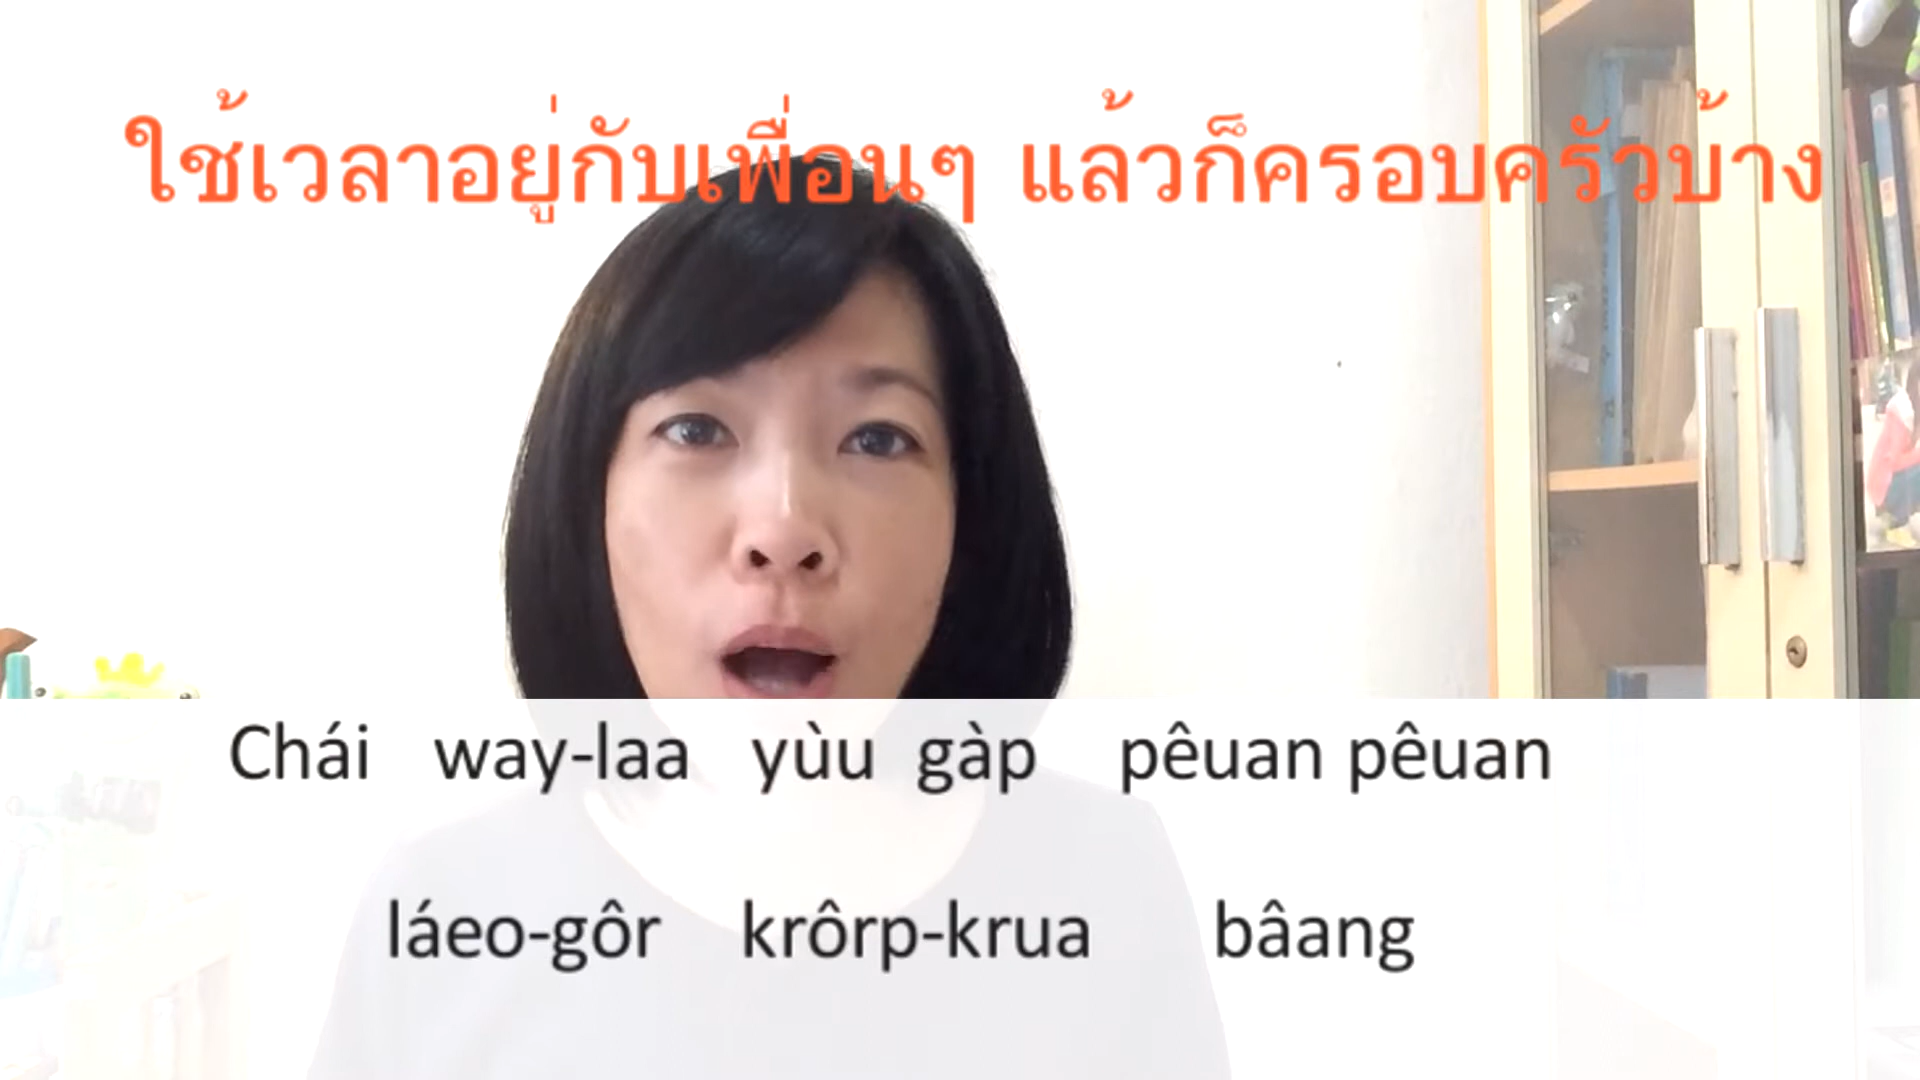 ใช้เวลาอยู่กับเพื่อนๆ แล้วก็ครอบครัวบ้าง
Chái way-laa yùu gàp pêuan pêuan
láeo-gôr krôrp-krua bâang